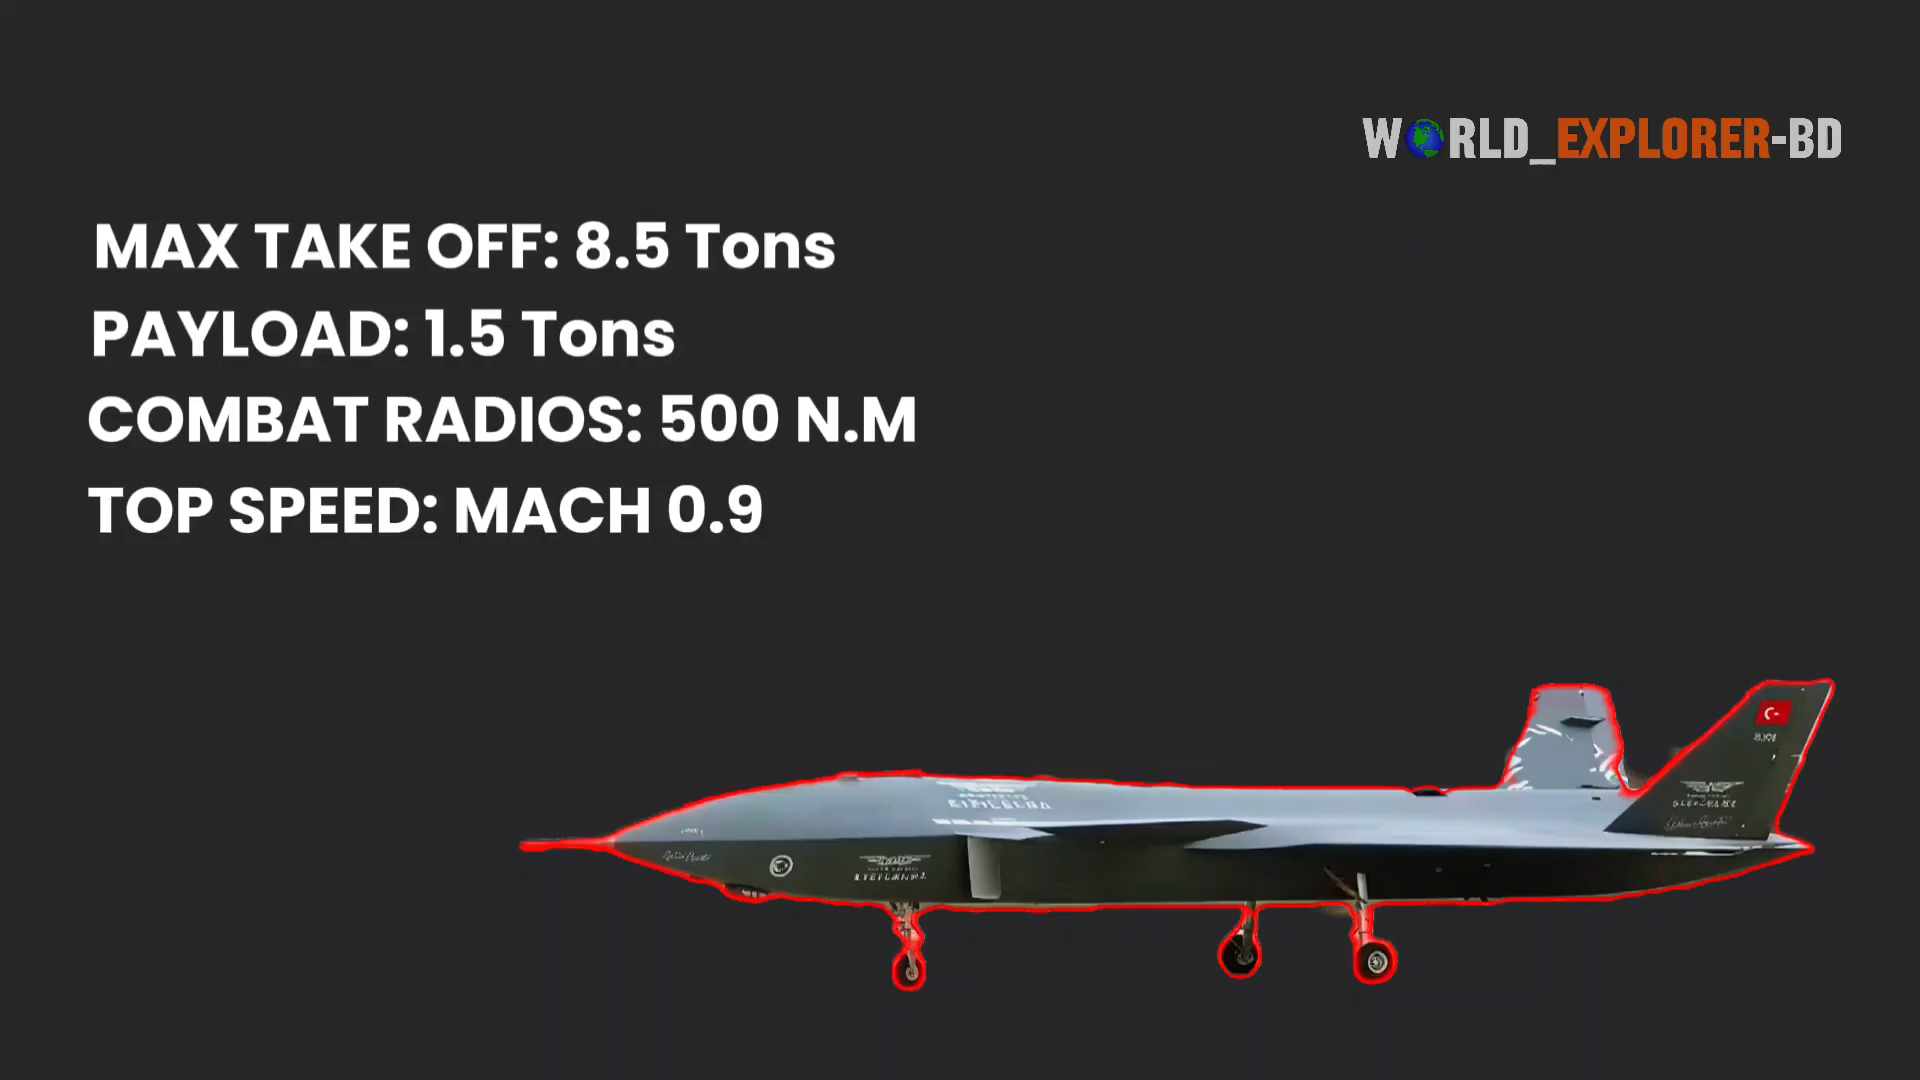 WORLD_EXPLORER-BD
MAX TAKE OFF: 8.5 Tons
PAYLOAD: 1.5 Tons
COMBAT RADIOS: 500 N.M
TOP SPEED: MACH 0.9